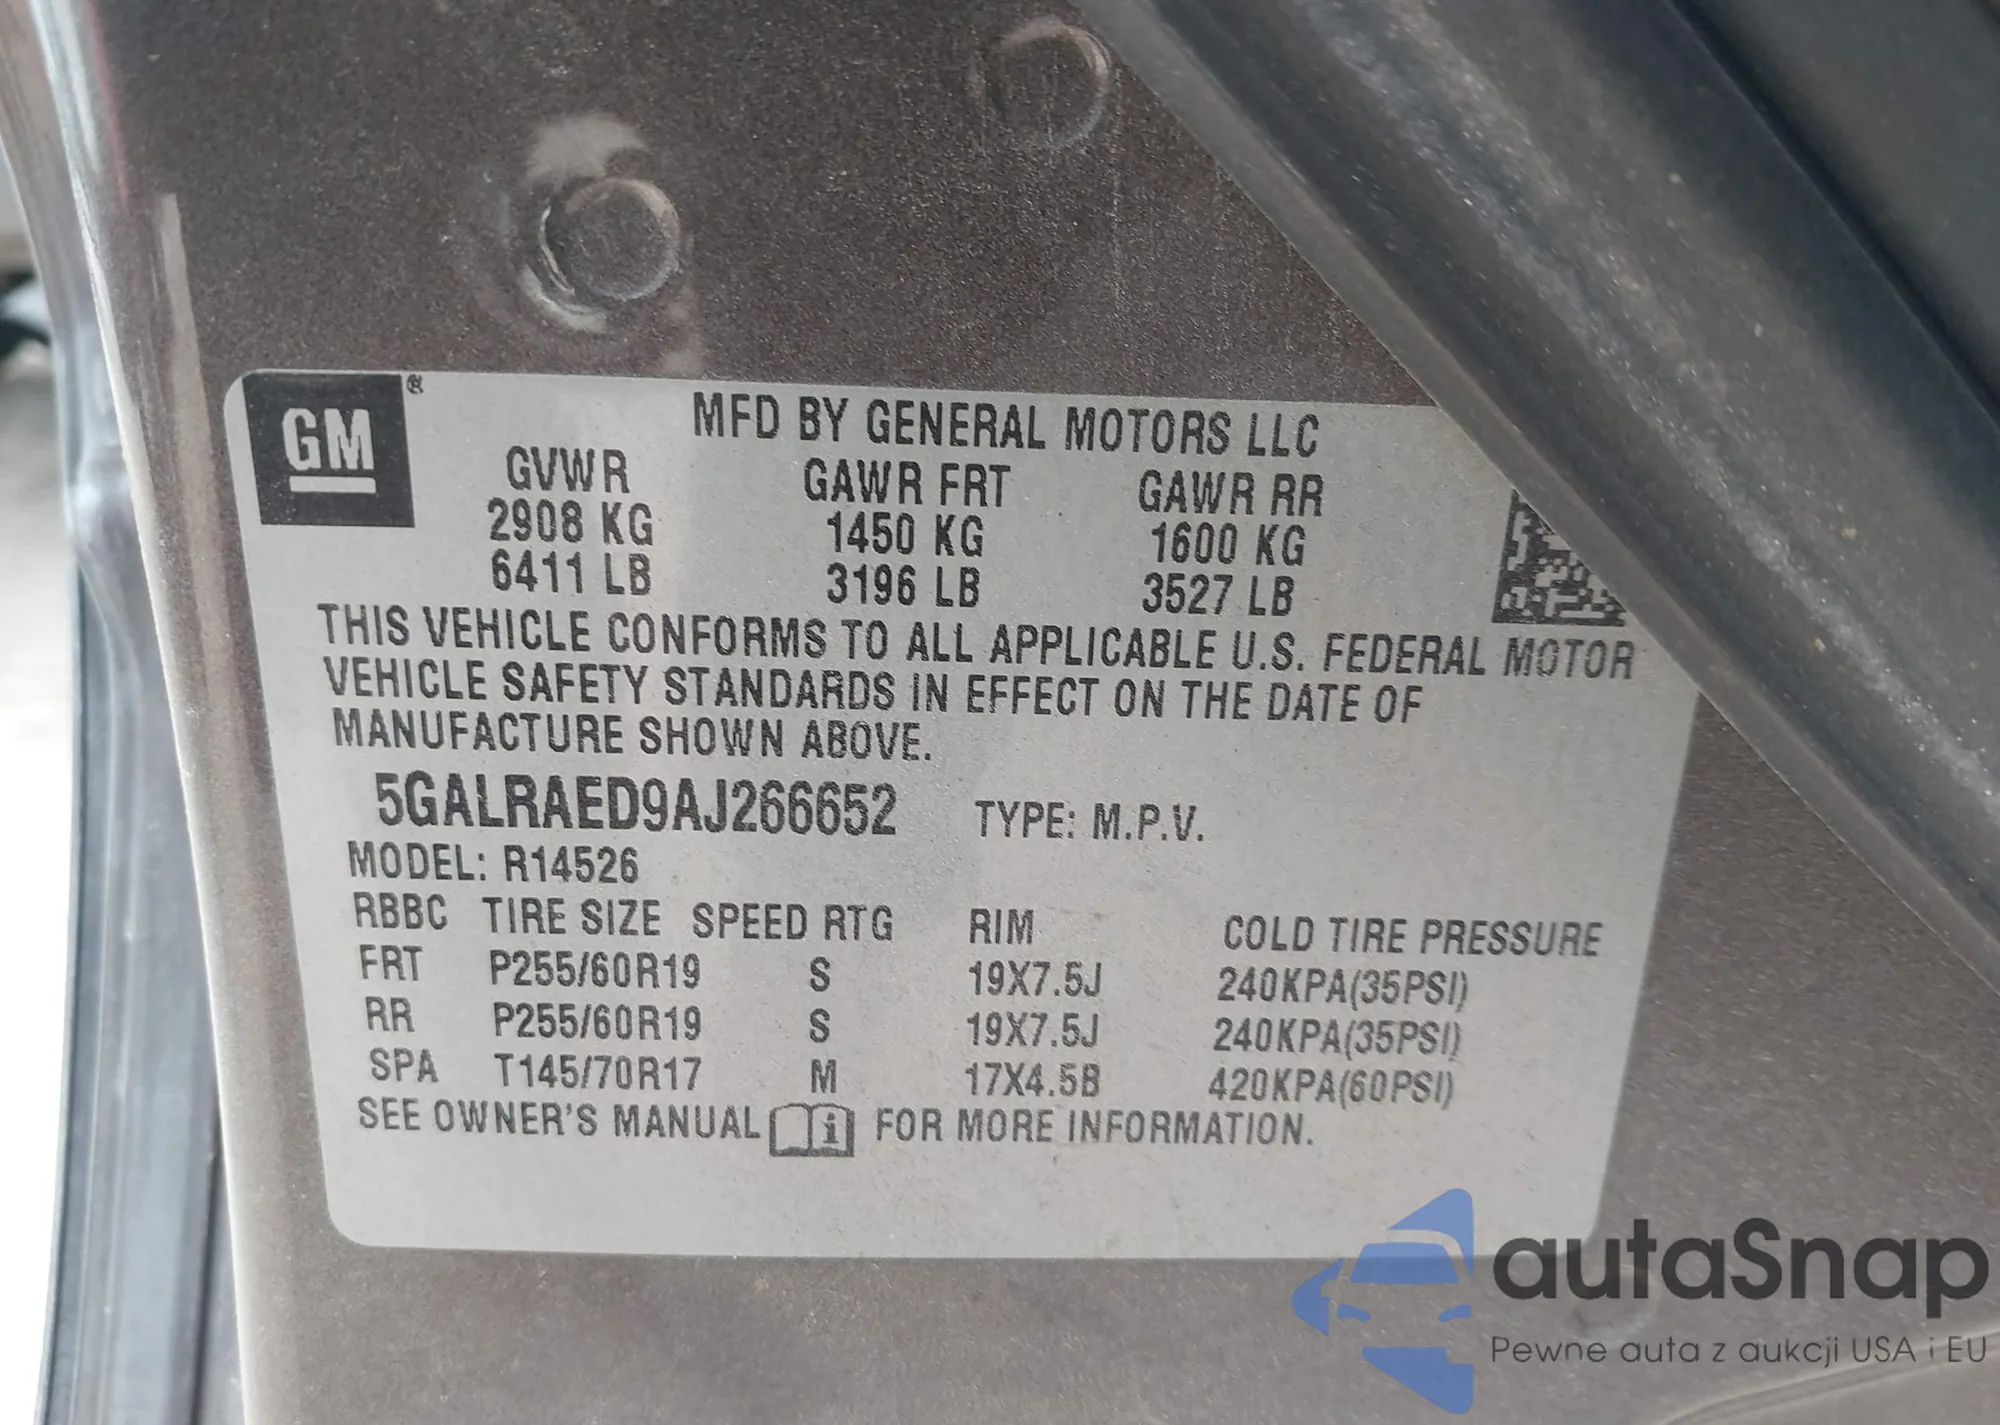 GM®
MFD BY GENERAL MOTORS LLC
GVWR GAWR FRT GAWR RR
2908 KG 1450 KG 1600 KG
6411 LB 3196 LB 3527 LB
THIS VEHICLE CONFORMS TO ALL APPLICABLE U.S. FEDERAL MOTOR
VEHICLE SAFETY STANDARDS IN EFFECT ON THE DATE OF
MANUFACTURE SHOWN ABOVE.
5GALRAED9AJ266652 TYPE: M.P.V.
MODEL: R14526
RBBC TIRE SIZE SPEED RTG RIM COLD TIRE PRESSURE
FRT P255/60R19 S 19X7.5J 240KPA(35PSI)
RR P255/60R19 S 19X7.5J 240KPA(35PSI)
SPA T145/70R17 M 17X4.5B 420KPA(60PSI)
SEE OWNER'S MANUAL i FOR MORE INFORMATION.
autaSnap
Pewne auta z aukcji USA i EU